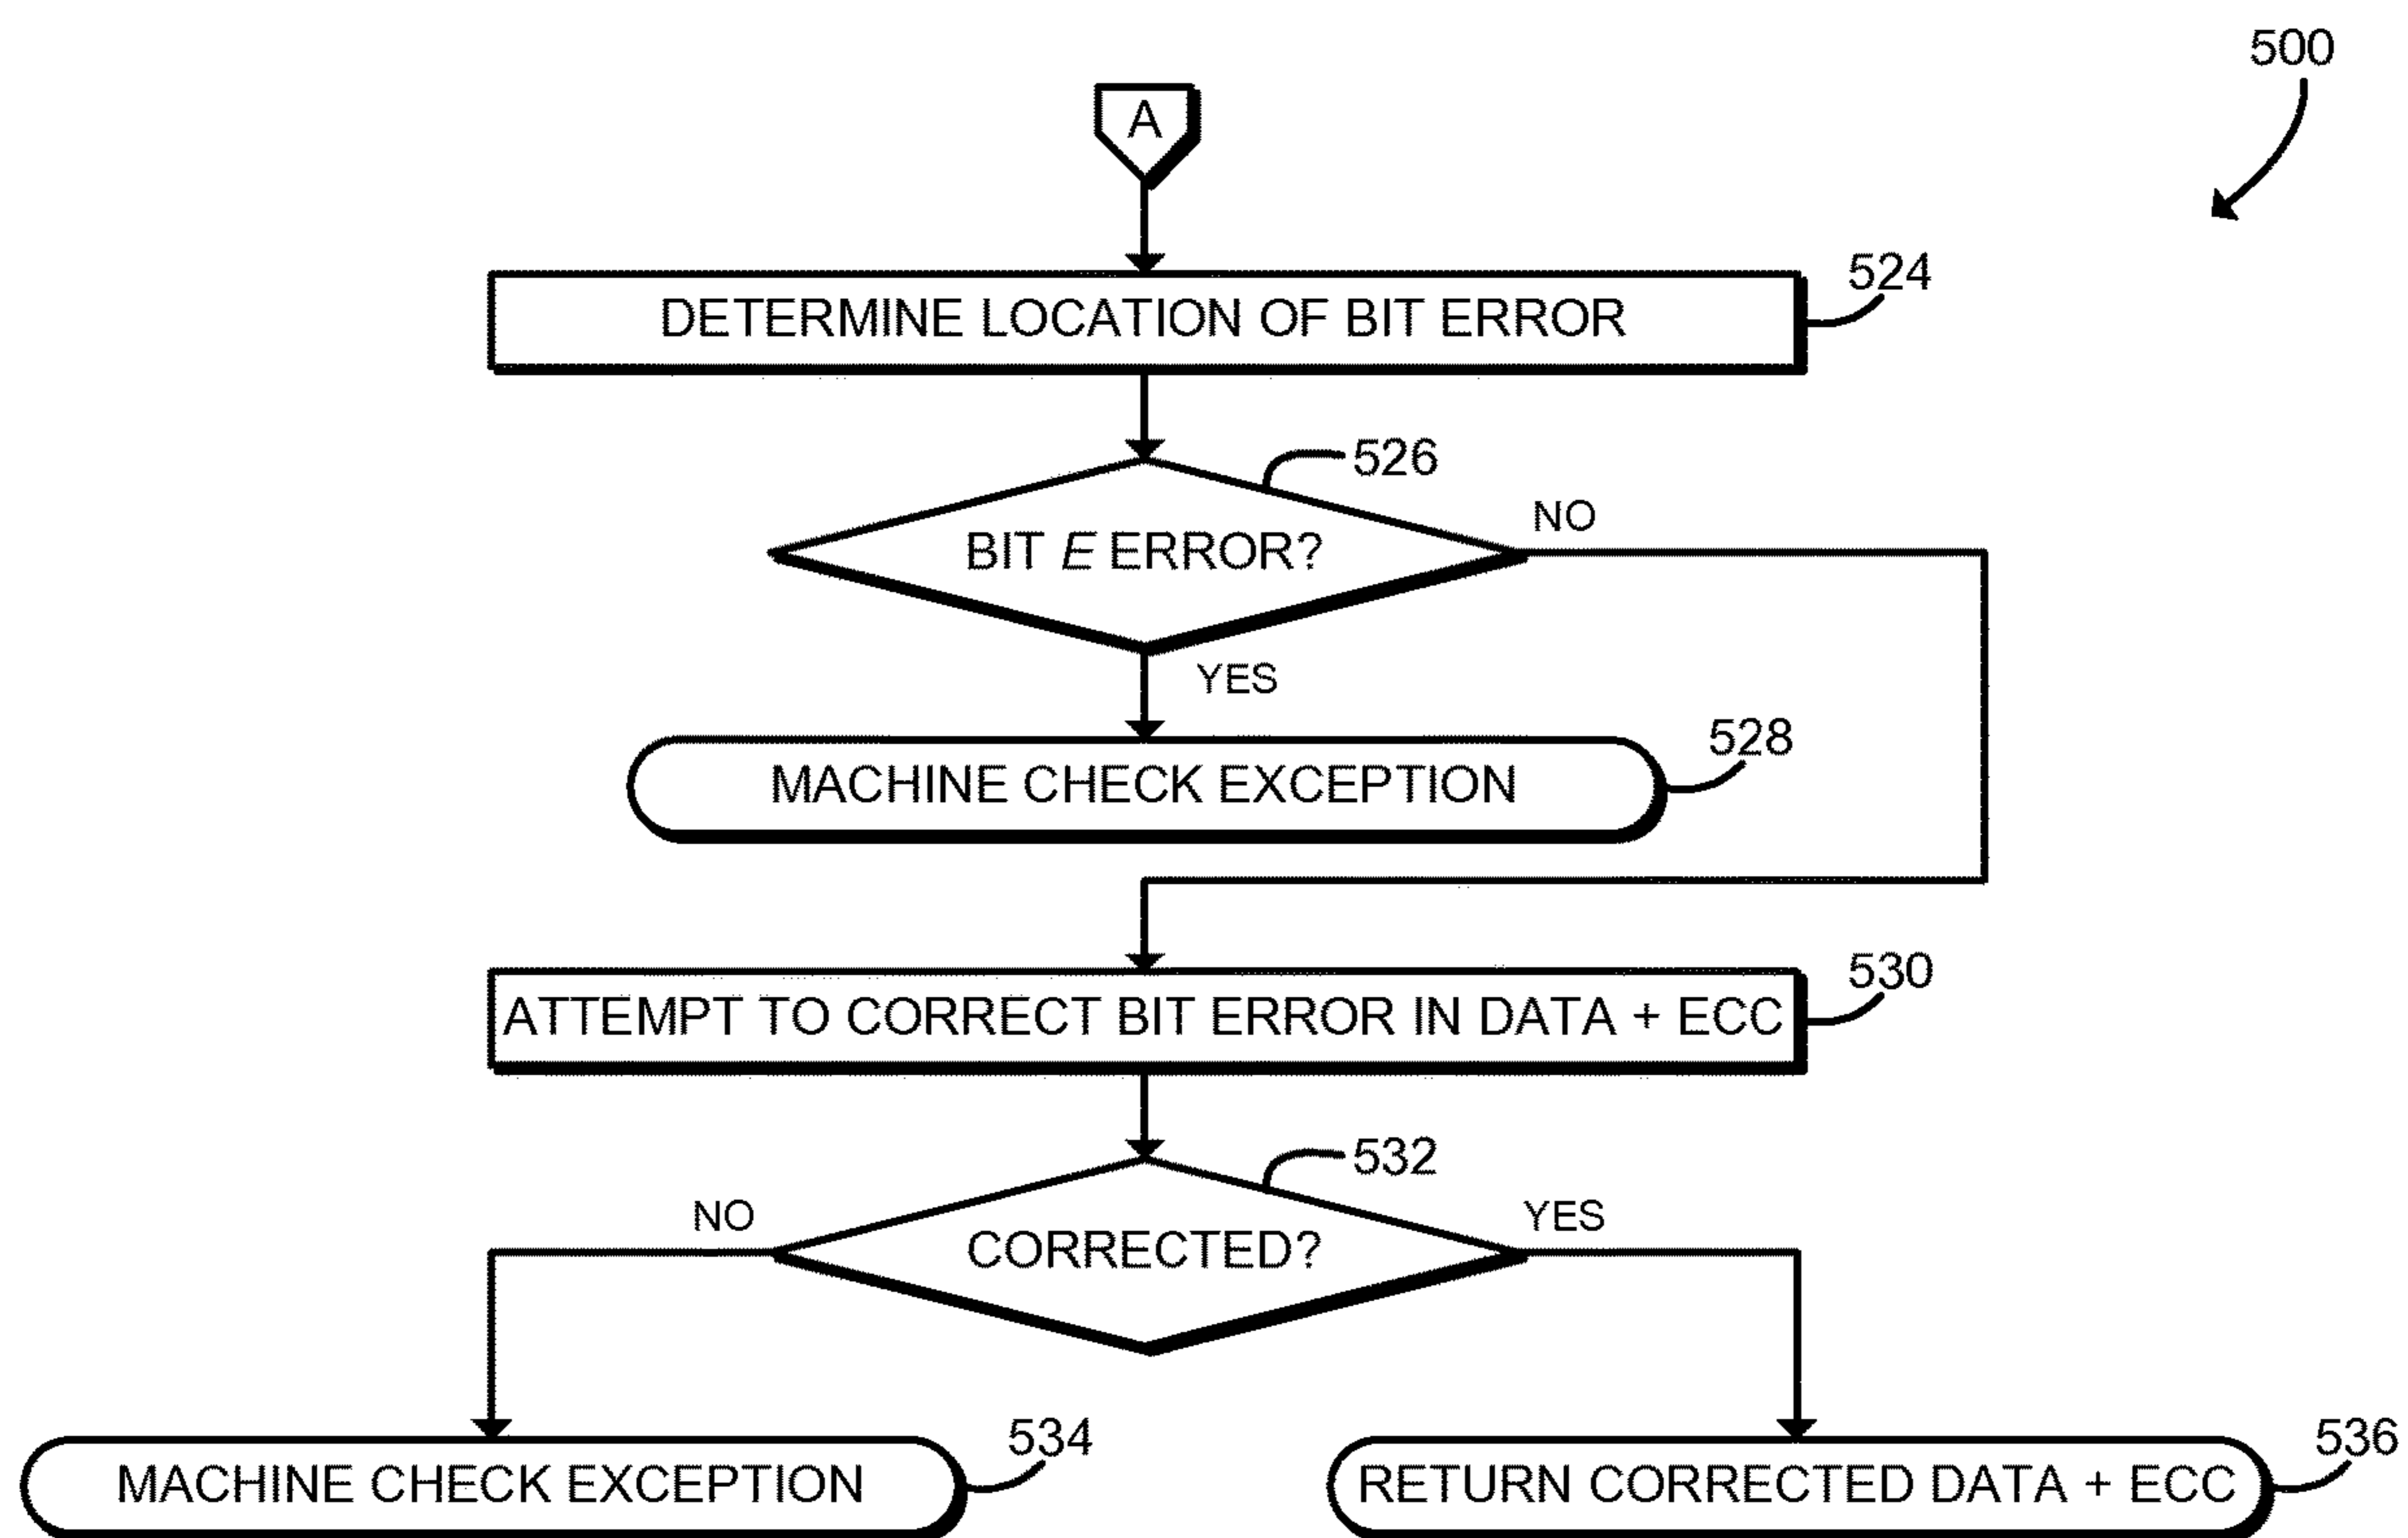 500
A
DETERMINE LOCATION OF BIT ERROR
524
526
BIT E ERROR?
NO
YES
MACHINE CHECK EXCEPTION
528
ATTEMPT TO CORRECT BIT ERROR IN DATA + ECC
530
532
NO
CORRECTED?
YES
MACHINE CHECK EXCEPTION
534
RETURN CORRECTED DATA + ECC
536